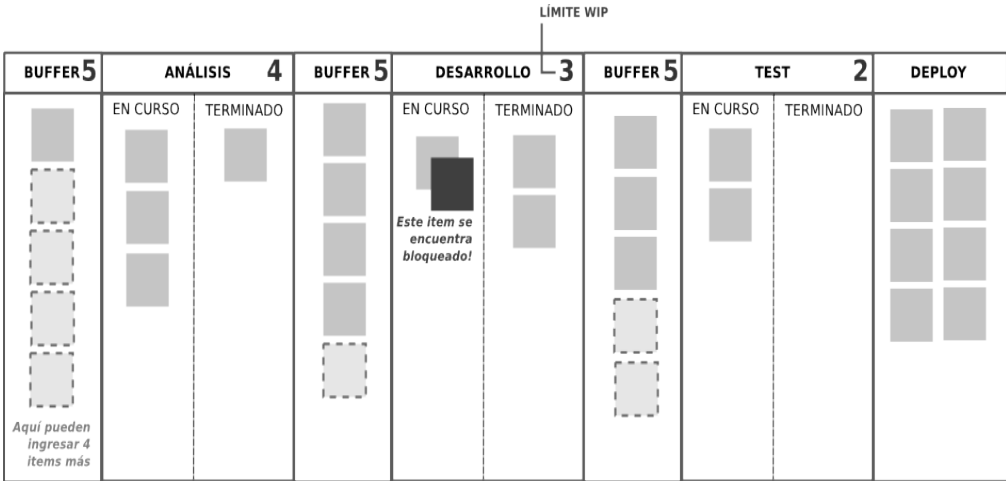 LÍMITE WIP
BUFFER 5
ANÁLISIS 4
BUFFER 5
DESARROLLO 3
BUFFER 5
TEST 2
DEPLOY
EN CURSO
TERMINADO
EN CURSO
TERMINADO
EN CURSO
TERMINADO
Este item se
encuentra
bloqueado!
Aquí pueden
ingresar 4
items más